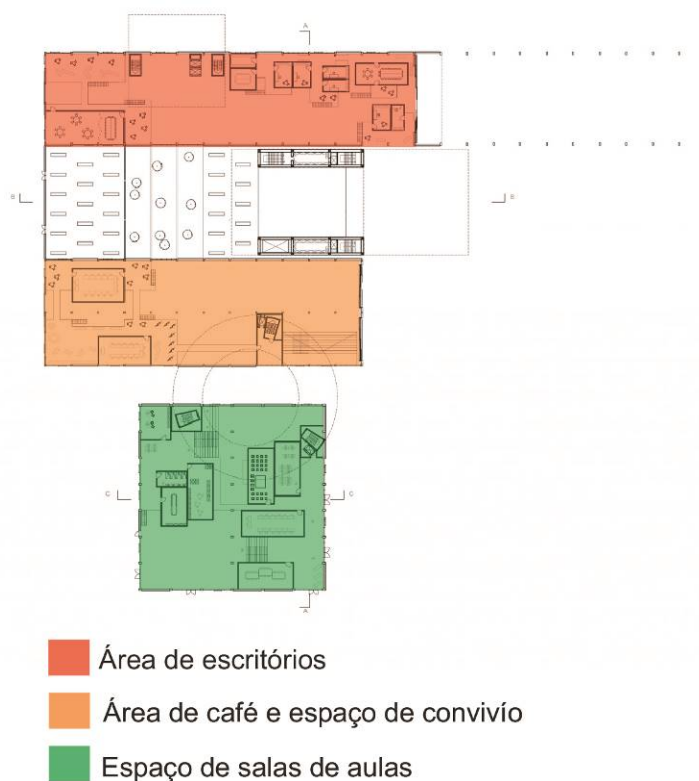 A
B
B
C
C
A
Área de escritórios
Área de café e espaço de convivío
Espaço de salas de aulas